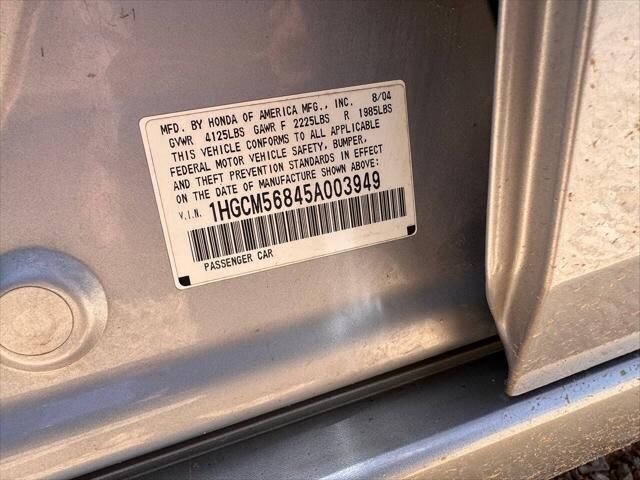 MFD. BY HONDA OF AMERICA MFG., INC. 8/04
GVWR 4125LBS GAWR F 2225LBS R 1985LBS
THIS VEHICLE CONFORMS TO ALL APPLICABLE
FEDERAL MOTOR VEHICLE SAFETY, BUMPER,
AND THEFT PREVENTION STANDARDS IN EFFECT
ON THE DATE OF MANUFACTURE SHOWN ABOVE:
V.I.N. 1HGCM56845A003949
PASSENGER CAR